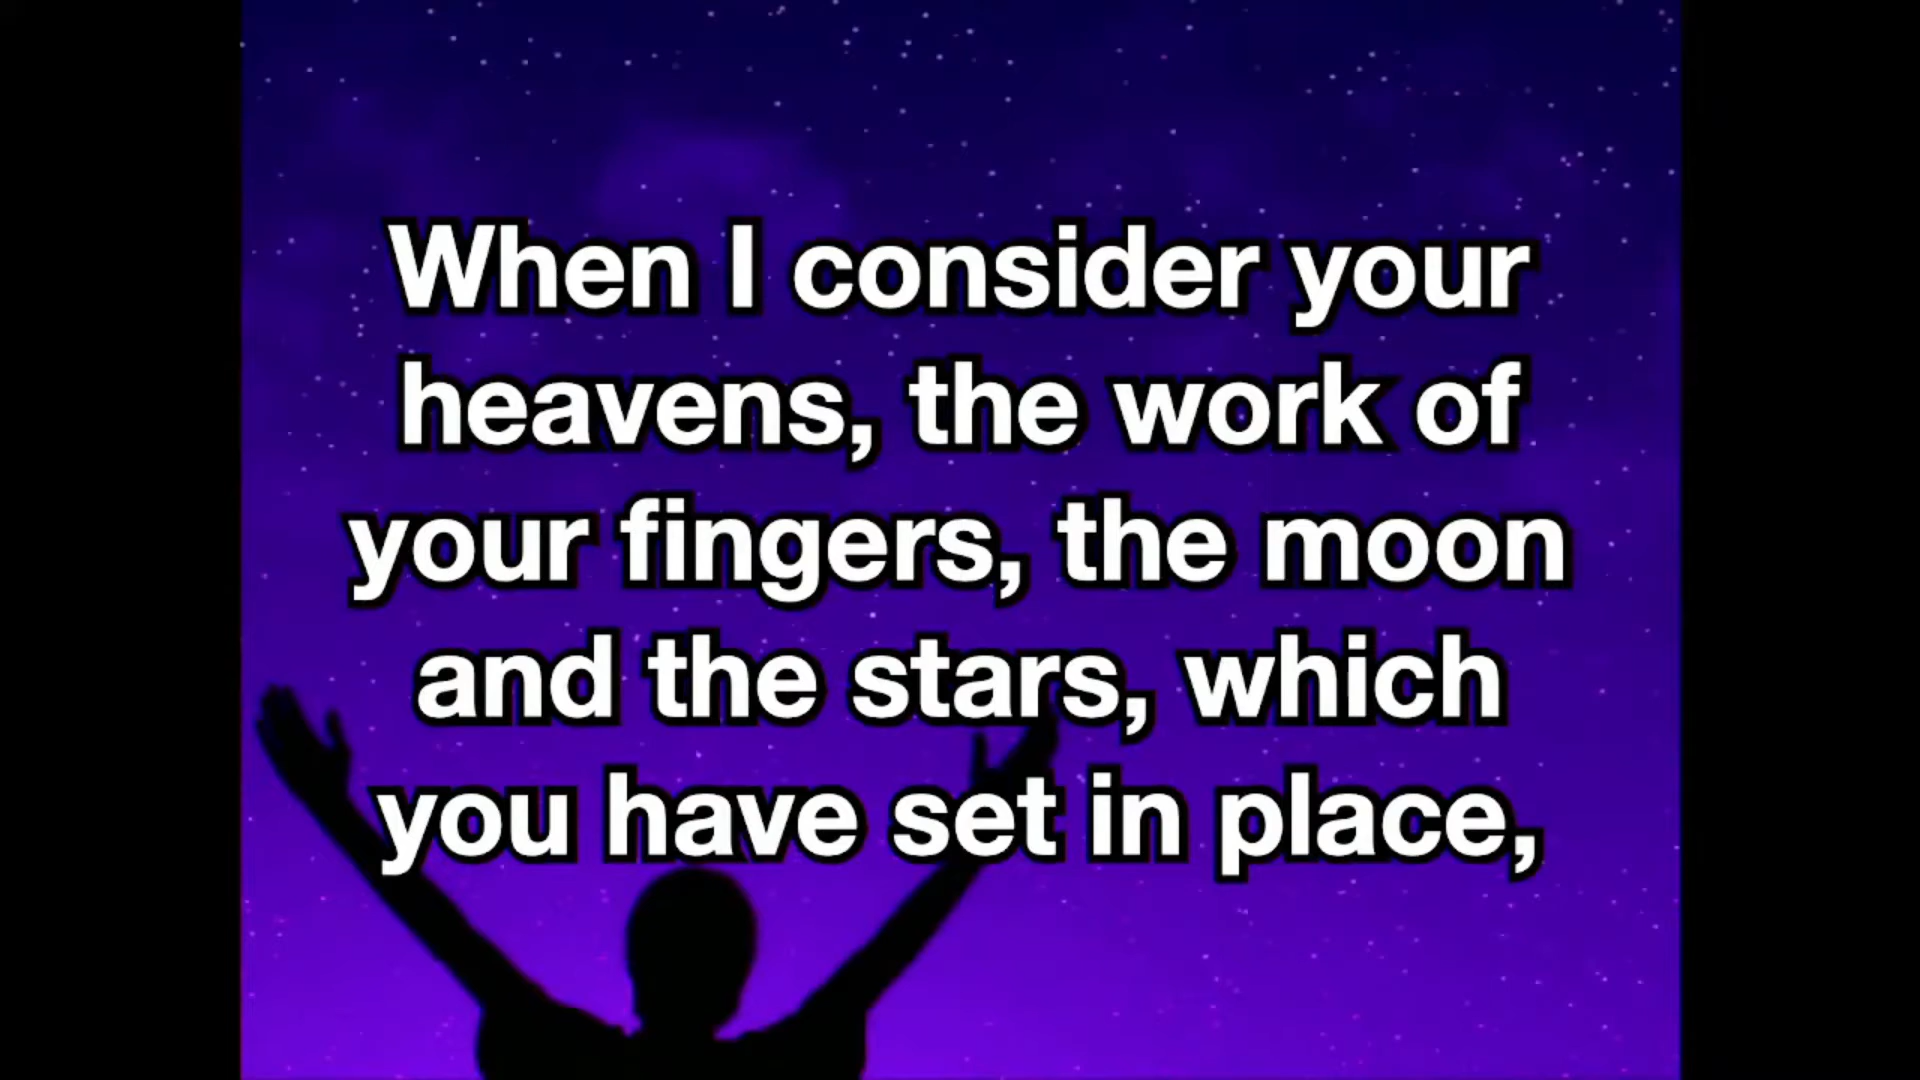 When I consider your
heavens, the work of
your fingers, the moon
and the stars, which
you have set in place,